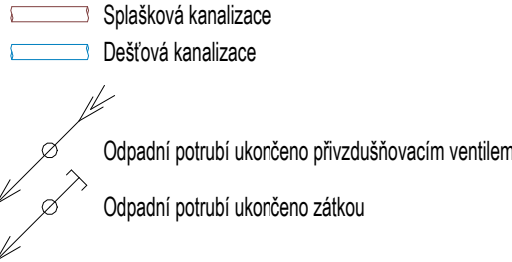 Splašková kanalizace
Dešťová kanalizace
Odpadní potrubí ukončeno přivzdušňovacím ventilem
Odpadní potrubí ukončeno zátkou